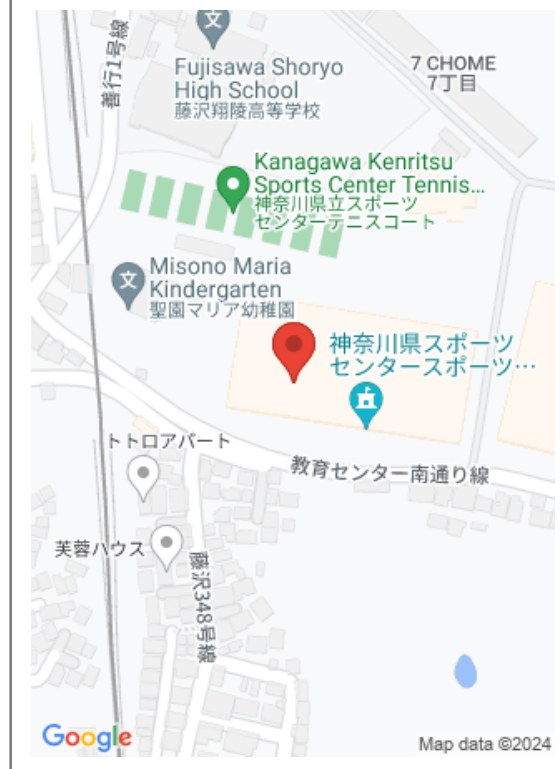 文
善行1号線
Fujisawa Shoryo
High School
藤沢翔陵高等学校
7 CHOME
7丁目
Kanagawa Kenritsu
Sports Center Tennis...
神奈川県立スポーツ
センターテニスコート
文
Misono Maria
Kindergarten
聖園マリア幼稚園
神奈川県スポーツ
センタースポーツ…
トトロアパート
教育センター南通り線
芙蓉ハウス
藤沢348号線
Google
Map data ©2024